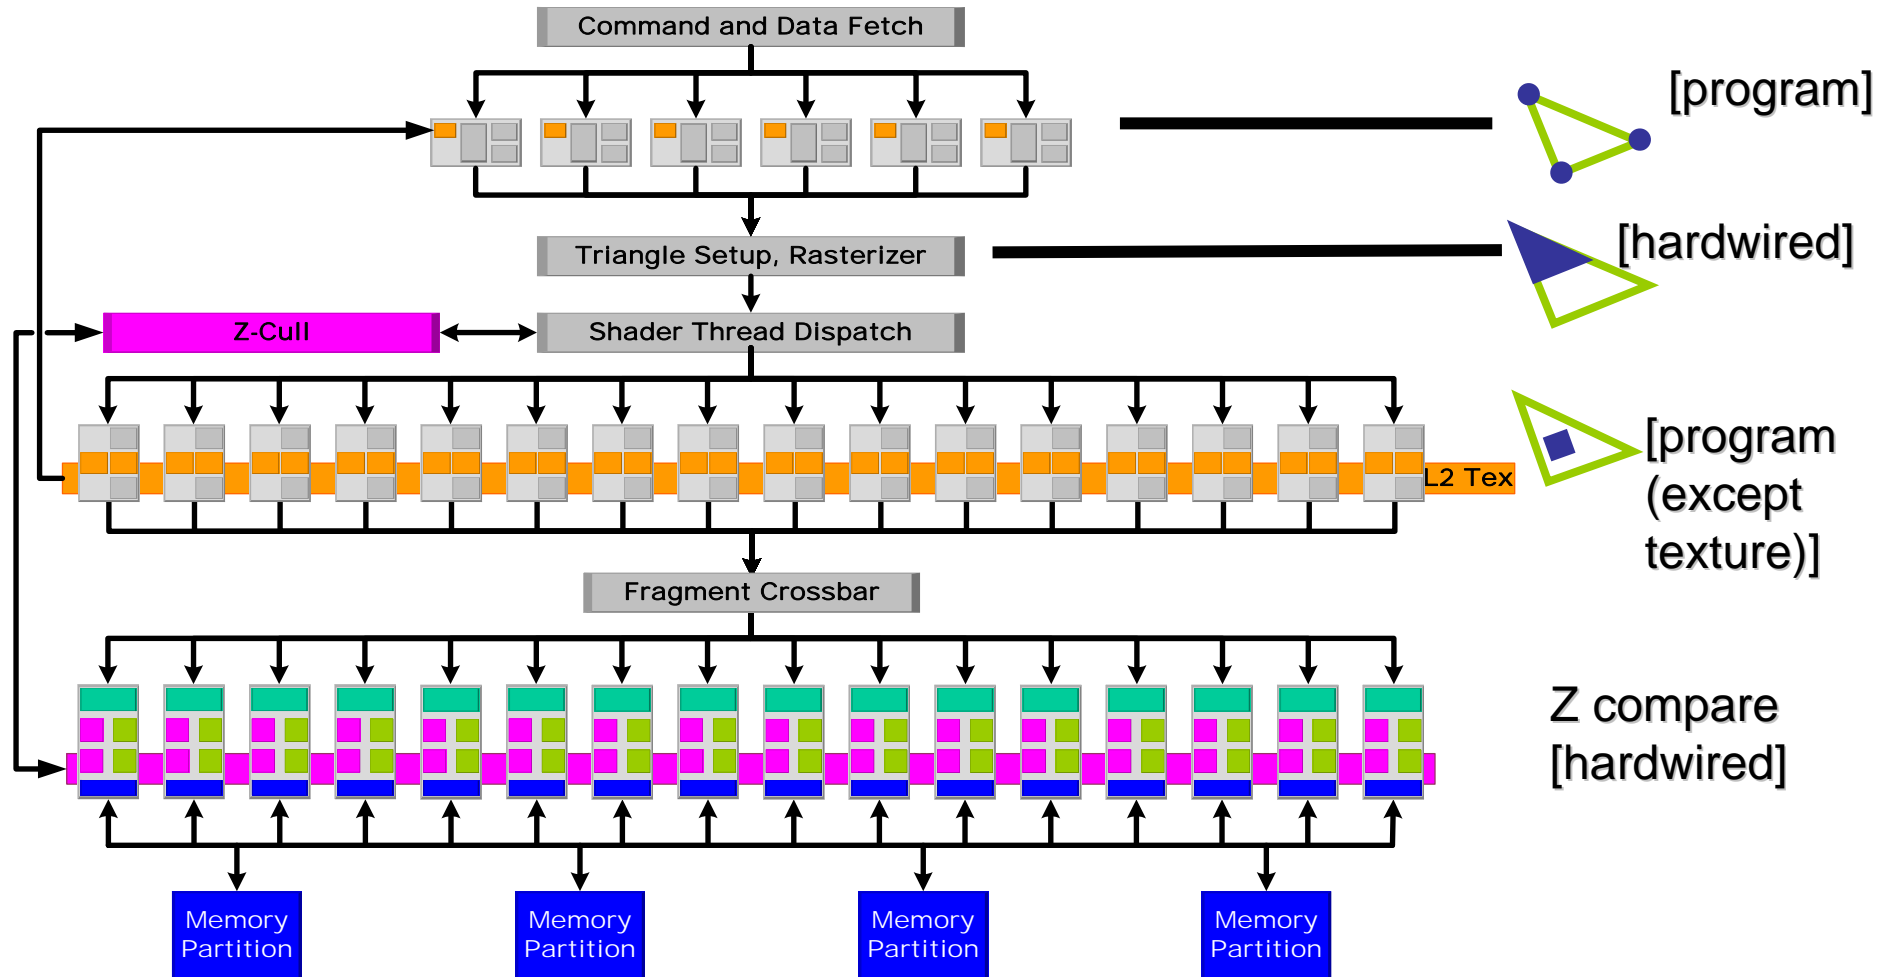 Command and Data Fetch
[program]
Triangle Setup, Rasterizer
[hardwired]
Z-Cull
Shader Thread Dispatch
L2 Tex
[program
(except
texture)]
Fragment Crossbar
Z compare
[hardwired]
Memory
Partition
Memory
Partition
Memory
Partition
Memory
Partition